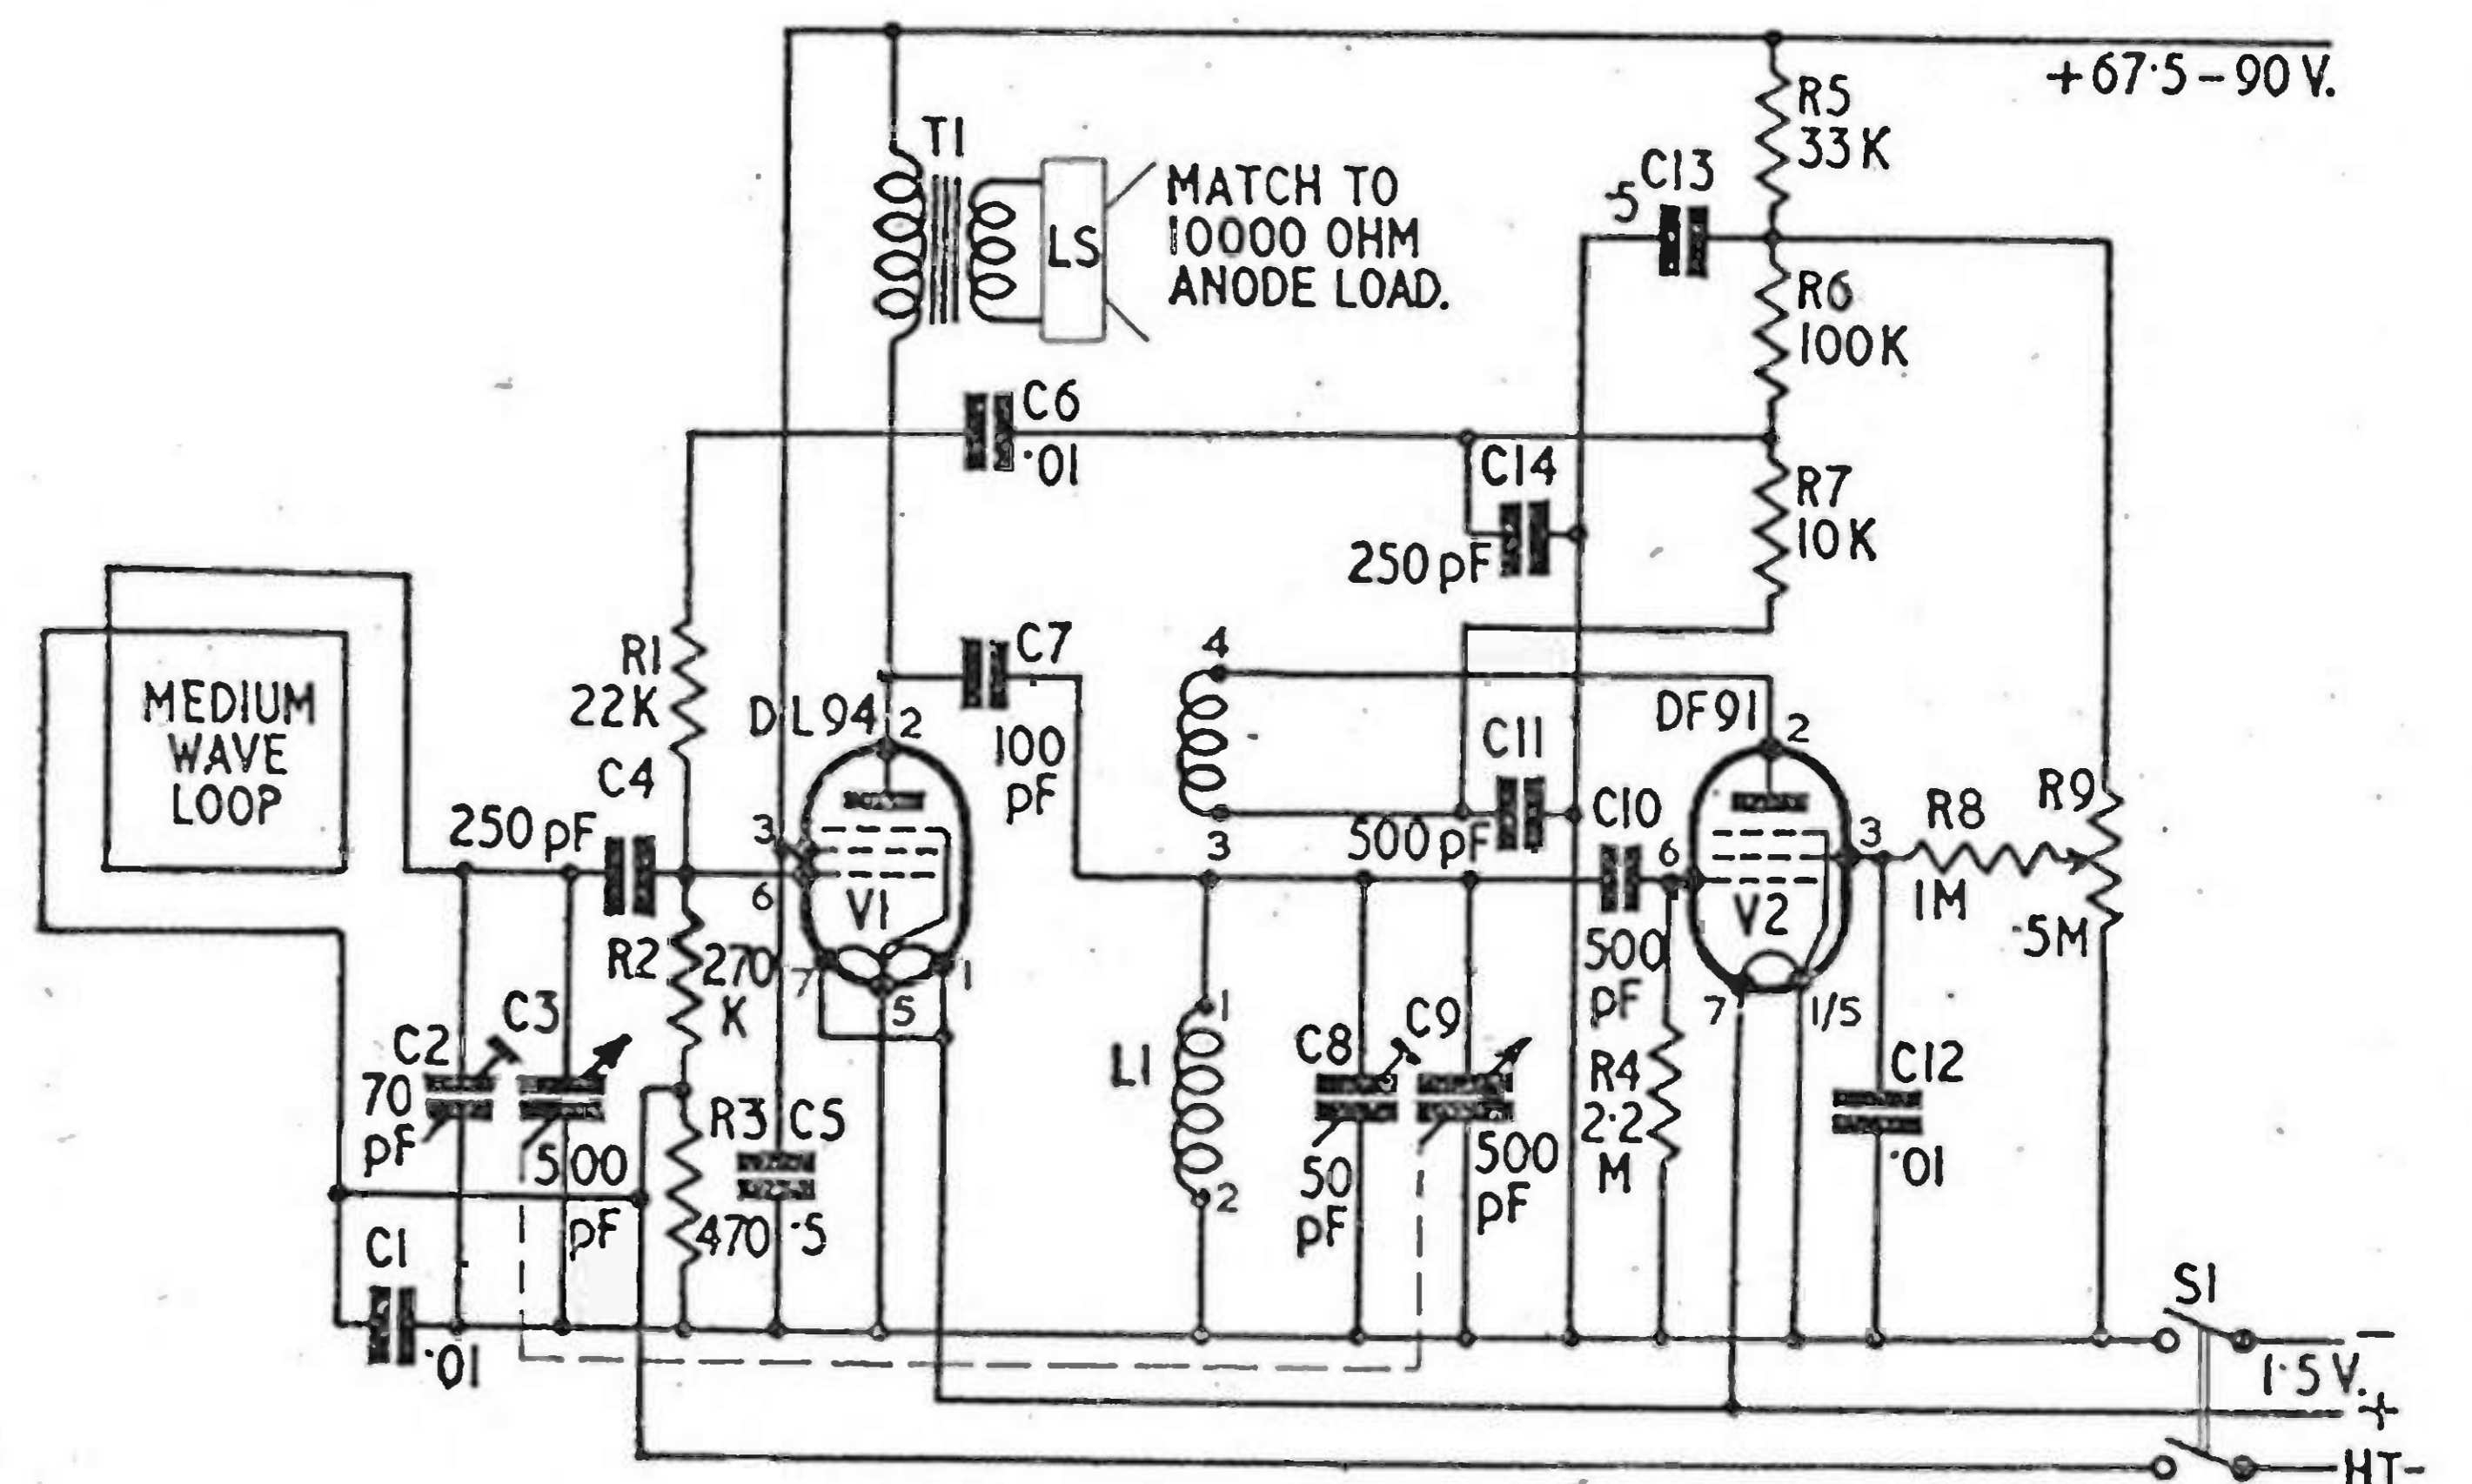 +67·5-90 V.
R5
33K
T1
C13
·5
MATCH TO
10000 OHM
ANODE LOAD.
LS
R6
100K
C6
·01
C14
250pF
R7
10K
MEDIUM
WAVE
LOOP
R1
22K
C7
100
pF
4
3
DL94
2
C4
250pF
3
6
V1
7
5
1
C11
500pF
DF91
2
C10
500
pF
6
3
V2
7
1/5
R8
1M
R9
·5M
R2
270
K
C2
70
pF
C3
500
pF
R3
470
C5
·5
L1
1
2
C8
50
pF
C9
500
pF
R4
2·2
M
C12
·01
C1
·01
S1
-
1·5V.
+
HT-